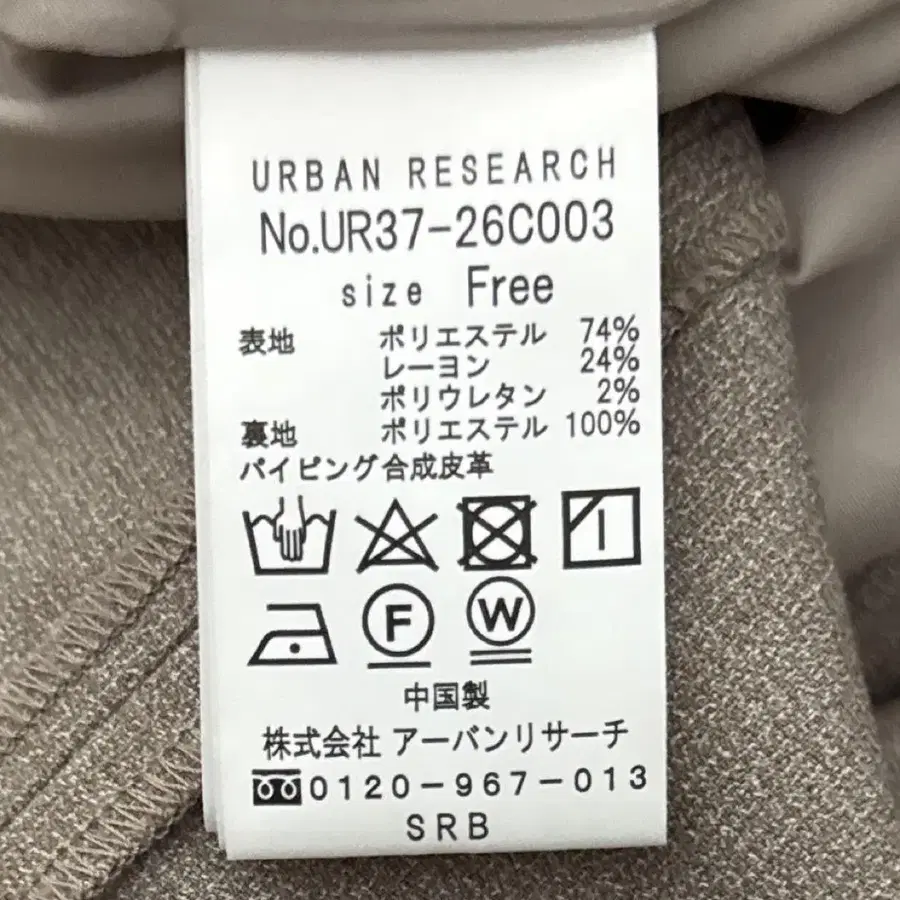 URBAN RESEARCH
No.UR37-26C003
size Free
表地 ポリエステル 74%
レーヨン 24%
ポリウレタン 2%
裏地 ポリエステル 100%
パイピング合成皮革
F W
中国製
株式会社 アーバンリサーチ
0120-967-013
SRB